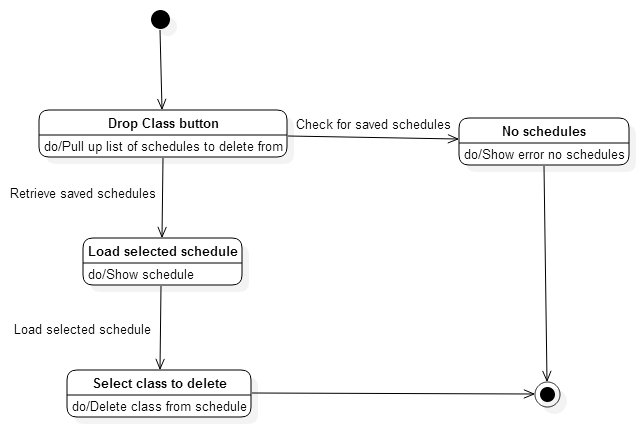 Drop Class button
do/Pull up list of schedules to delete from
Check for saved schedules
No schedules
do/Show error no schedules
Retrieve saved schedules
Load selected schedule
do/Show schedule
Load selected schedule
Select class to delete
do/Delete class from schedule